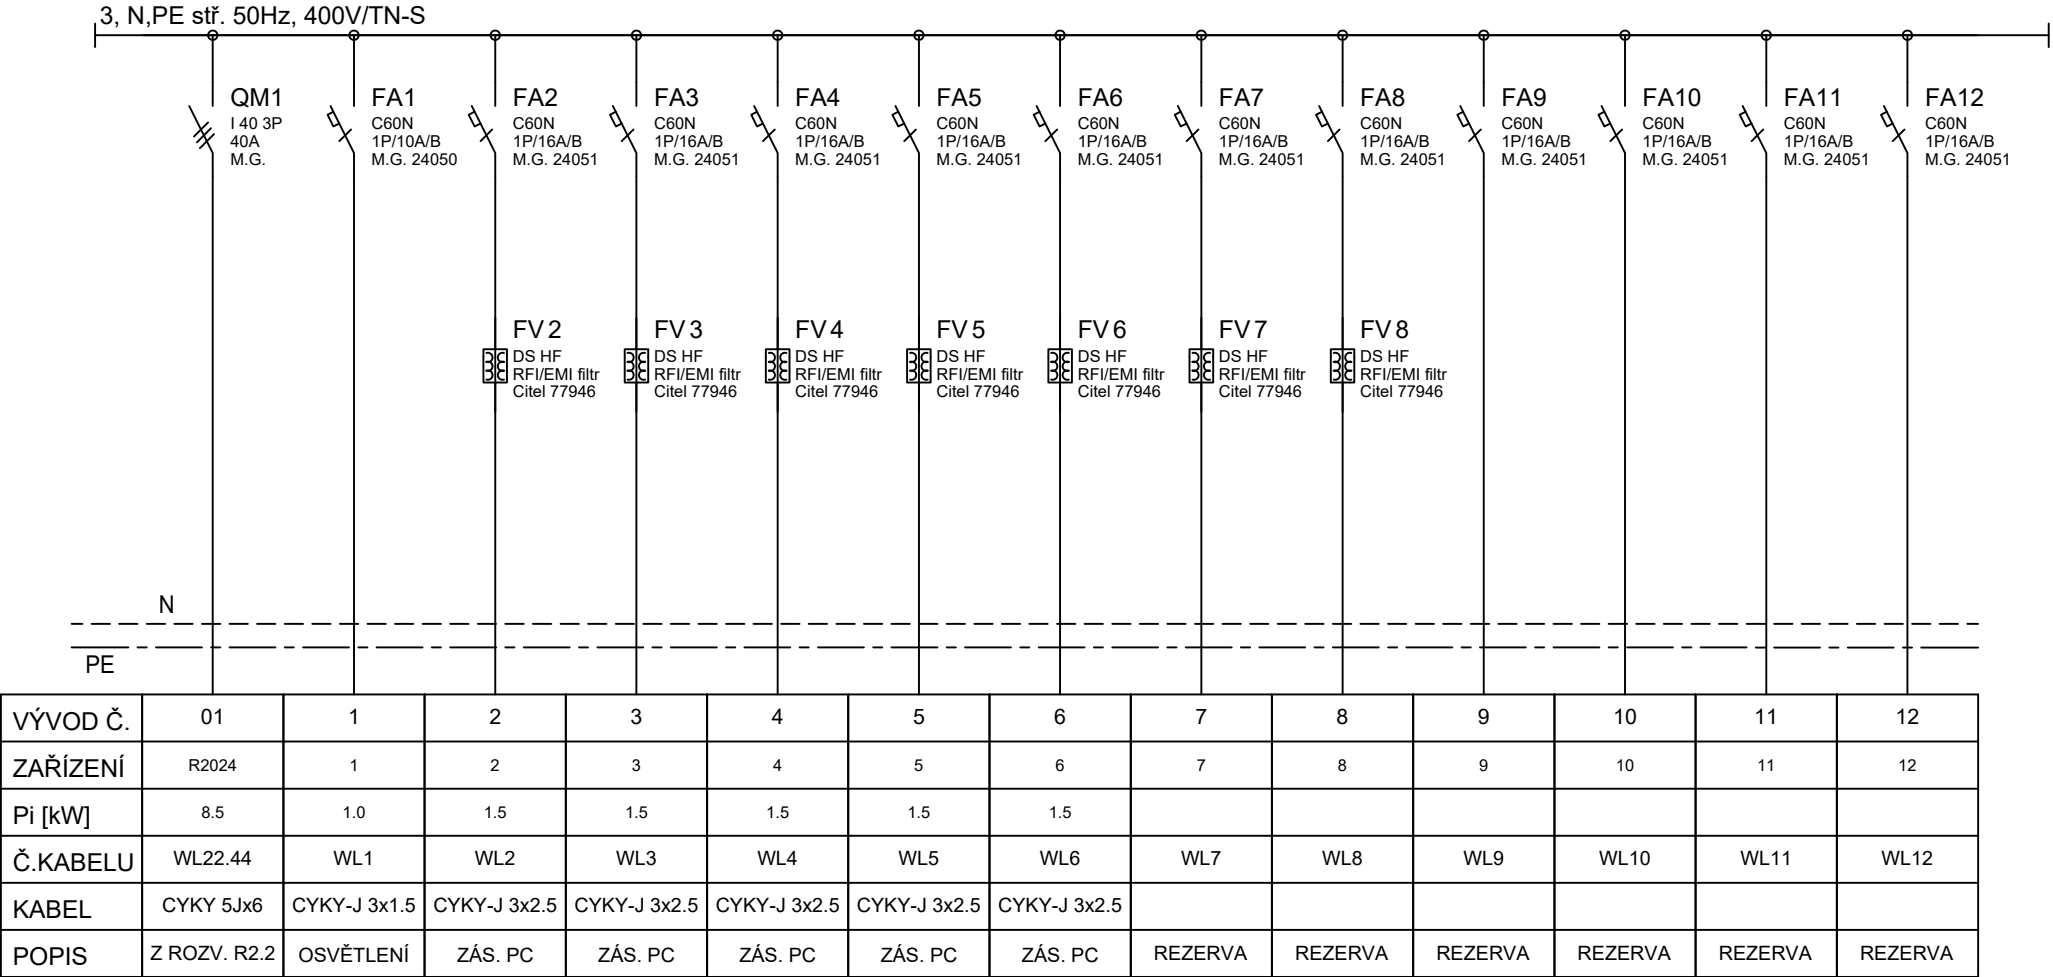 3, N,PE stř. 50Hz, 400V/TN-S
QM1
I 40 3P
40A
M.G.
FA1
C60N
1P/10A/B
M.G. 24050
FA2
C60N
1P/16A/B
M.G. 24051
FA3
C60N
1P/16A/B
M.G. 24051
FA4
C60N
1P/16A/B
M.G. 24051
FA5
C60N
1P/16A/B
M.G. 24051
FA6
C60N
1P/16A/B
M.G. 24051
FA7
C60N
1P/16A/B
M.G. 24051
FA8
C60N
1P/16A/B
M.G. 24051
FA9
C60N
1P/16A/B
M.G. 24051
FA10
C60N
1P/16A/B
M.G. 24051
FA11
C60N
1P/16A/B
M.G. 24051
FA12
C60N
1P/16A/B
M.G. 24051
FV2
DS HF
RFI/EMI filtr
Citel 77946
FV3
DS HF
RFI/EMI filtr
Citel 77946
FV4
DS HF
RFI/EMI filtr
Citel 77946
FV5
DS HF
RFI/EMI filtr
Citel 77946
FV6
DS HF
RFI/EMI filtr
Citel 77946
FV7
DS HF
RFI/EMI filtr
Citel 77946
FV8
DS HF
RFI/EMI filtr
Citel 77946
N
PE
VÝVOD Č. 01 1 2 3 4 5 6 7 8 9 10 11 12
ZAŘÍZENÍ R2024 1 2 3 4 5 6 7 8 9 10 11 12
Pi [kW] 8.5 1.0 1.5 1.5 1.5 1.5 1.5
Č.KABELU WL22.44 WL1 WL2 WL3 WL4 WL5 WL6 WL7 WL8 WL9 WL10 WL11 WL12
KABEL CYKY 5Jx6 CYKY-J 3x1.5 CYKY-J 3x2.5 CYKY-J 3x2.5 CYKY-J 3x2.5 CYKY-J 3x2.5 CYKY-J 3x2.5
POPIS Z ROZV. R2.2 OSVĚTLENÍ ZÁS. PC ZÁS. PC ZÁS. PC ZÁS. PC ZÁS. PC REZERVA REZERVA REZERVA REZERVA REZERVA REZERVA